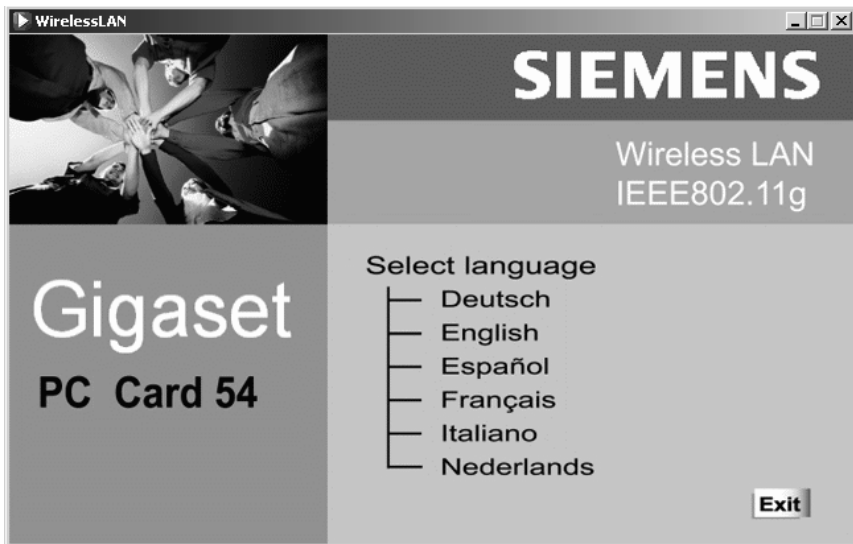 WirelessLAN
SIEMENS
Wireless LAN
IEEE802.11g
Gigaset
PC Card 54
Select language
Deutsch
English
Español
Français
Italiano
Nederlands
Exit